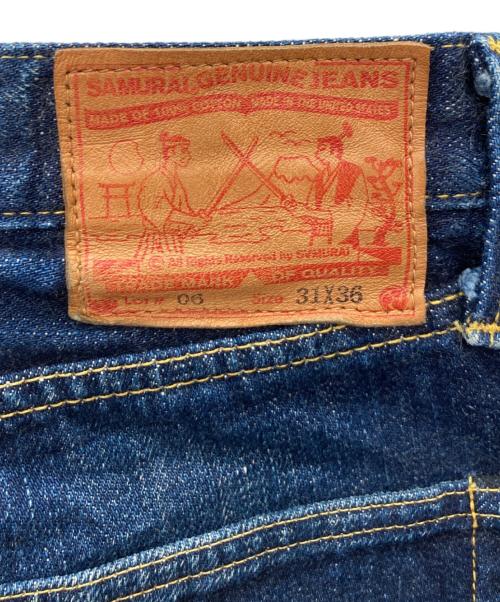 SAMURAI GENUINE JEANS
MADE OF 100% COTTON MADE IN THE UNITED STATES
© All Rights Reserved by SAMURAI
TRADE MARK OF QUALITY
LOT# 06 Size 31X36